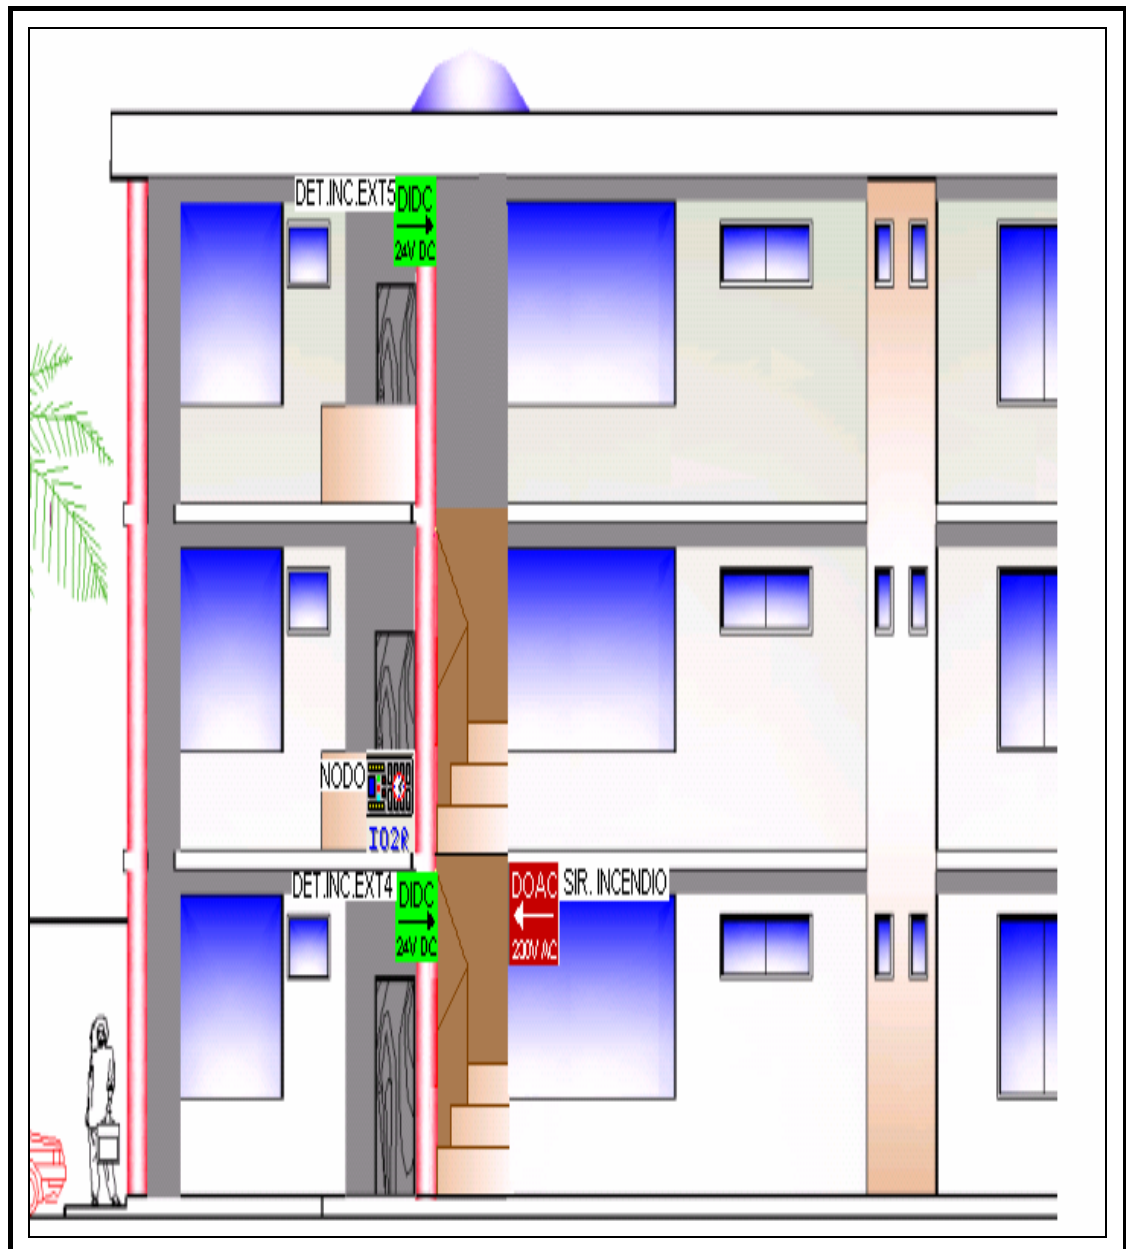 DET.INC.EXT5
DIDC
24V DC
NODO
IO2R
DET.INC.EXT4
DIDC
24V DC
DOAC
230V AC
SIR. INCENDIO